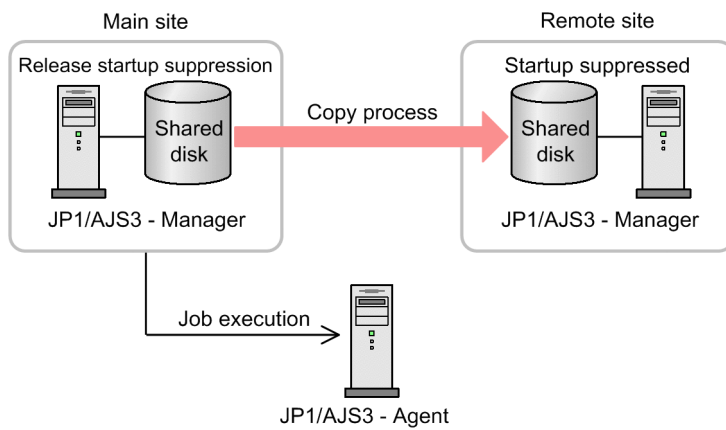 Main site
Remote site
Release startup suppression
Startup suppressed
Shared
disk
Copy process
Shared
disk
JP1/AJS3 - Manager
JP1/AJS3 - Manager
Job execution
JP1/AJS3 - Agent